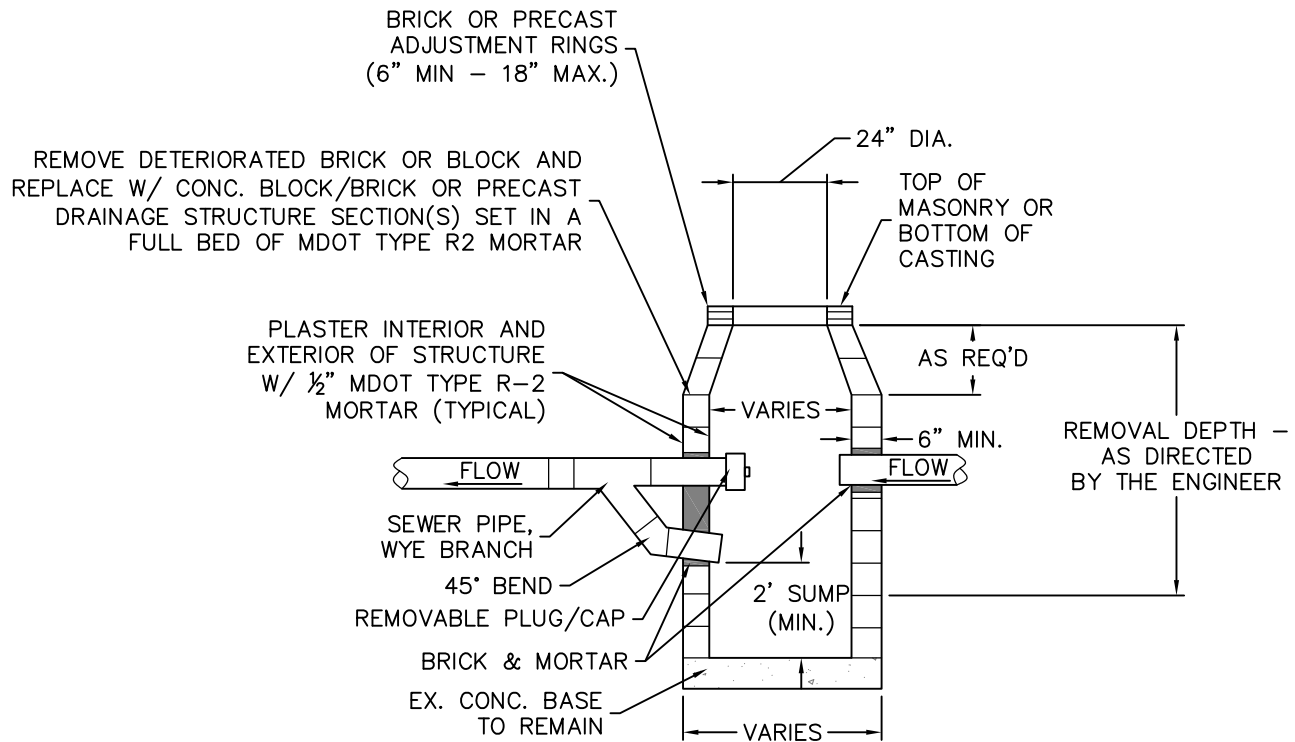 BRICK OR PRECAST
ADJUSTMENT RINGS
(6" MIN – 18" MAX.)
24" DIA.
REMOVE DETERIORATED BRICK OR BLOCK AND
REPLACE W/ CONC. BLOCK/BRICK OR PRECAST
DRAINAGE STRUCTURE SECTION(S) SET IN A
FULL BED OF MDOT TYPE R2 MORTAR
TOP OF
MASONRY OR
BOTTOM OF
CASTING
PLASTER INTERIOR AND
EXTERIOR OF STRUCTURE
W/ ½" MDOT TYPE R–2
MORTAR (TYPICAL)
AS REQ'D
VARIES
6" MIN.
REMOVAL DEPTH –
AS DIRECTED
BY THE ENGINEER
FLOW
FLOW
SEWER PIPE,
WYE BRANCH
45° BEND
REMOVABLE PLUG/CAP
2' SUMP
(MIN.)
BRICK & MORTAR
EX. CONC. BASE
TO REMAIN
VARIES